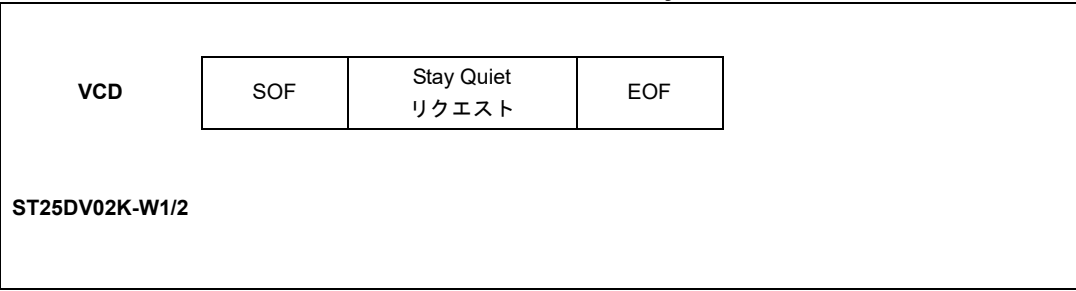 VCD
SOF
Stay Quiet
リクエスト
EOF
ST25DV02K-W1/2